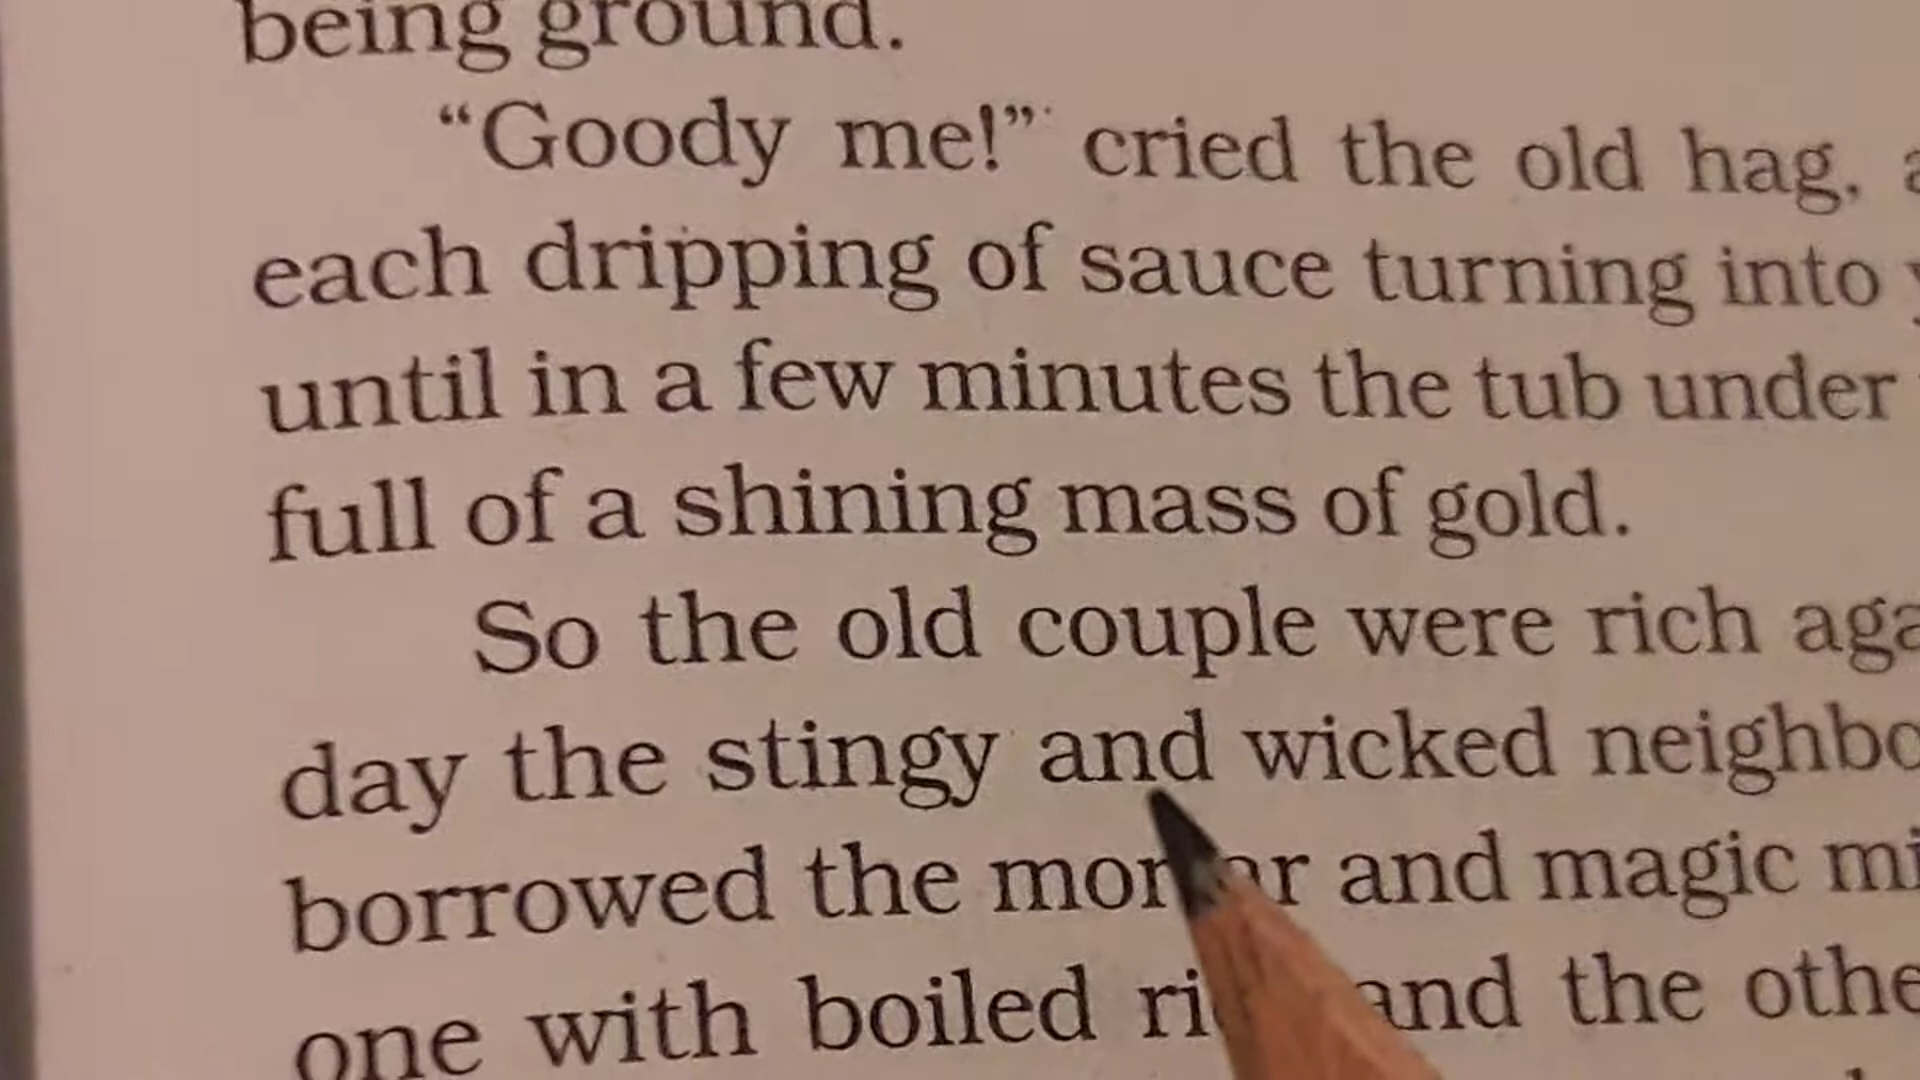 being ground.
“Goody me!” cried the old hag,
each dripping of sauce turning into
until in a few minutes the tub under
full of a shining mass of gold.
So the old couple were rich
day the stingy and wicked
borrowed the and magic
one with boiled and the